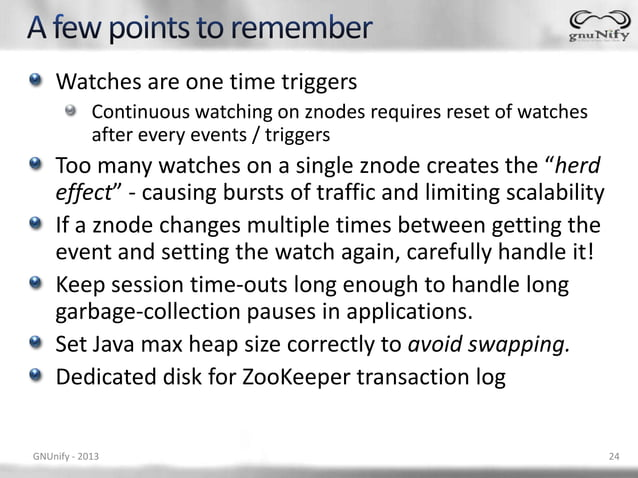 A few points to remember
gnuNify
Watches are one time triggers
Continuous watching on znodes requires reset of watches
after every events / triggers
Too many watches on a single znode creates the “herd
effect” - causing bursts of traffic and limiting scalability
If a znode changes multiple times between getting the
event and setting the watch again, carefully handle it!
Keep session time-outs long enough to handle long
garbage-collection pauses in applications.
Set Java max heap size correctly to avoid swapping.
Dedicated disk for ZooKeeper transaction log
GNUnify - 2013
24